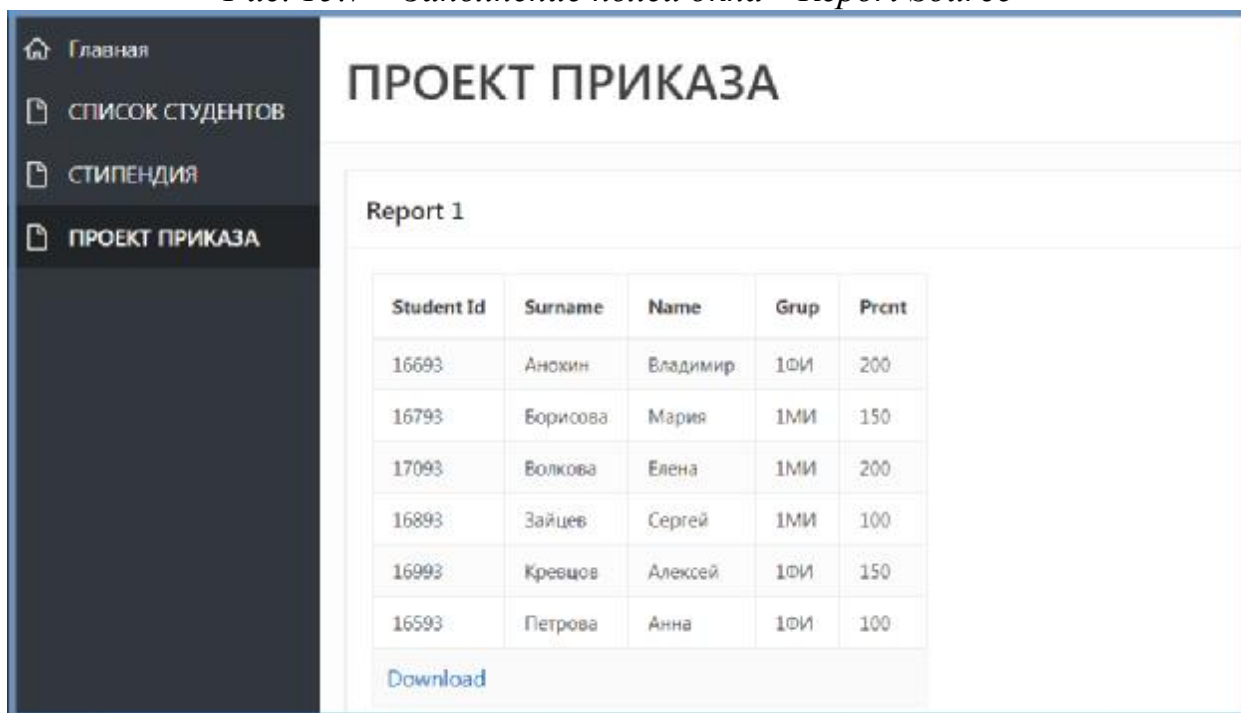 Главная
СПИСОК СТУДЕНТОВ
СТИПЕНДИЯ
ПРОЕКТ ПРИКАЗА
ПРОЕКТ ПРИКАЗА
Report 1
Student Id Surname Name Grup Prcnt
16693 Анохин Владимир 1ФИ 200
16793 Борисова Мария 1МИ 150
17093 Волкова Елена 1МИ 200
16893 Зайцев Сергей 1МИ 100
16993 Кревцов Алексей 1ФИ 150
16593 Петрова Анна 1ФИ 100
Download